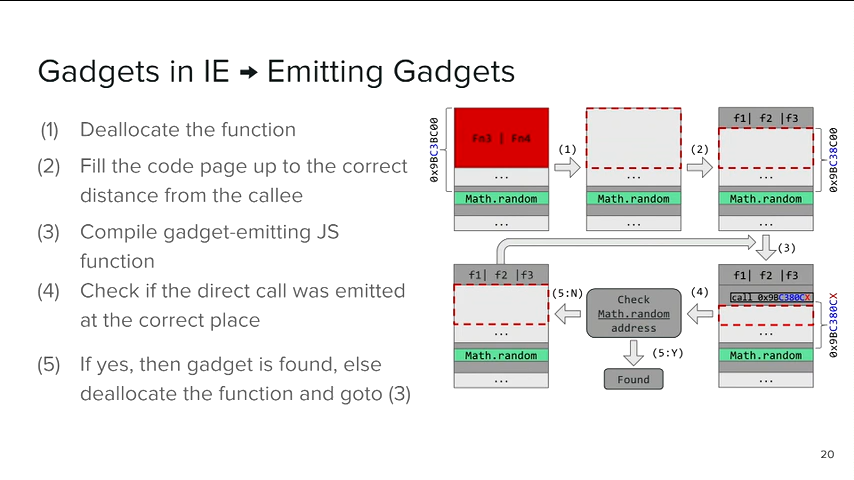 Gadgets in IE → Emitting Gadgets
(1) Deallocate the function
(2) Fill the code page up to the correct
distance from the callee
(3) Compile gadget-emitting JS
function
(4) Check if the direct call was emitted
at the correct place
(5) If yes, then gadget is found, else
deallocate the function and goto (3)
0x9BC3BC00
Fn3 | Fn4
...
Math.random
...
(1)
...
Math.random
...
(2)
f1| f2 |f3
...
Math.random
...
0x9BC38C00
(3)
f1| f2 |f3
call 0x9BC380CX
...
Math.random
...
0x9BC380CX
(4)
Check
Math.random
address
(5:Y)
Found
(5:N)
f1| f2 |f3
...
Math.random
...
20